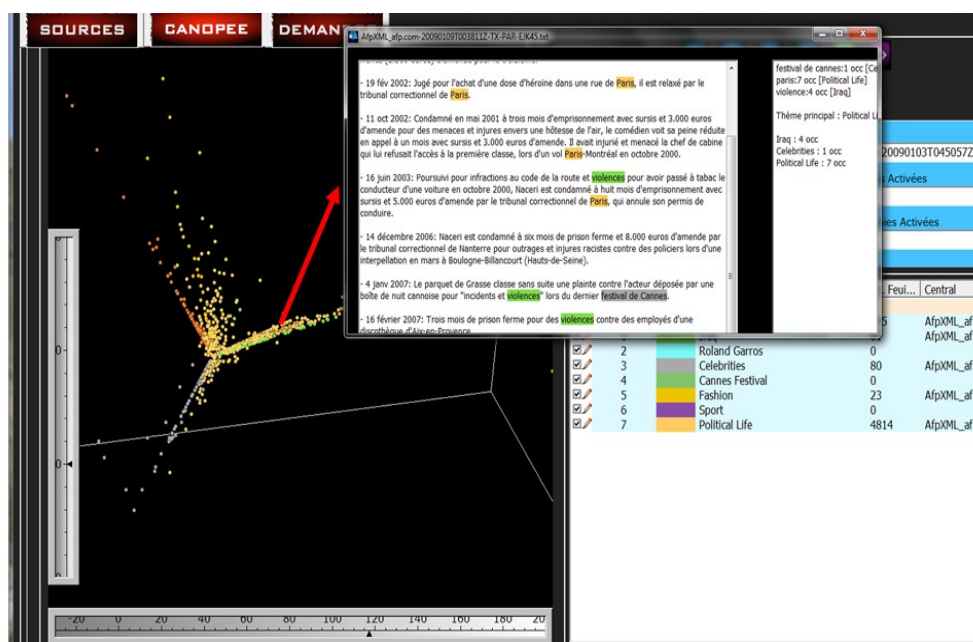 SOURCES
CANOPEE
DEMAN
AfpXML_afp.com-20090109T003811Z-TX-PAR-EJK45.txt
- 19 fév 2002: Jugé pour l'achat d'une dose d'héroïne dans une rue de Paris, il est relaxé par le
tribunal correctionnel de Paris.
- 11 oct 2002: Condamné en mai 2001 à trois mois d'emprisonnement avec sursis et 3.000 euros
d'amende pour des menaces et injures envers une hôtesse de l'air, le comédien voit sa peine réduite
en appel à un mois avec sursis et 3.000 euros d'amende. Il avait injurié et menacé la chef de cabine
qui lui refusait l'accès à la première classe, lors d'un vol Paris-Montréal en octobre 2000.
- 16 juin 2003: Poursuivi pour infractions au code de la route et violences pour avoir passé à tabac le
conducteur d'une voiture en octobre 2000, Naceri est condamné à huit mois d'emprisonnement avec
sursis et 5.000 euros d'amende par le tribunal correctionnel de Paris, qui annule son permis de
conduire.
- 14 décembre 2006: Naceri est condamné à six mois de prison ferme et 8.000 euros d'amende par
le tribunal correctionnel de Nanterre pour outrages et injures racistes contre des policiers lors d'une
interpellation en mars à Boulogne-Billancourt (Hauts-de-Seine).
- 4 janv 2007: Le parquet de Grasse classe sans suite une plainte contre l'acteur déposée par une
boîte de nuit cannoise pour "incidents et violences" lors du dernier festival de Cannes.
- 16 février 2007: Trois mois de prison ferme pour des violences contre des employés d'une
discothèque d'Aix-en-Provence
festival de cannes:1 occ [Ce
paris:7 occ [Political Life]
violence:4 occ [Iraq]
Thème principal : Political Li
Iraq : 4 occ
Celebrities : 1 occ
Political Life : 7 occ
20090103T045057Z
s Activées
ies Activées
Feui... Central
5 AfpXML_af
AfpXML_af
2 Roland Garros 0
3 Celebrities 80 AfpXML_af
4 Cannes Festival 0
5 Fashion 23 AfpXML_af
6 Sport 0
7 Political Life 4814 AfpXML_af
0
0
-20 0 20 40 60 80 100 120 140 160 180 20